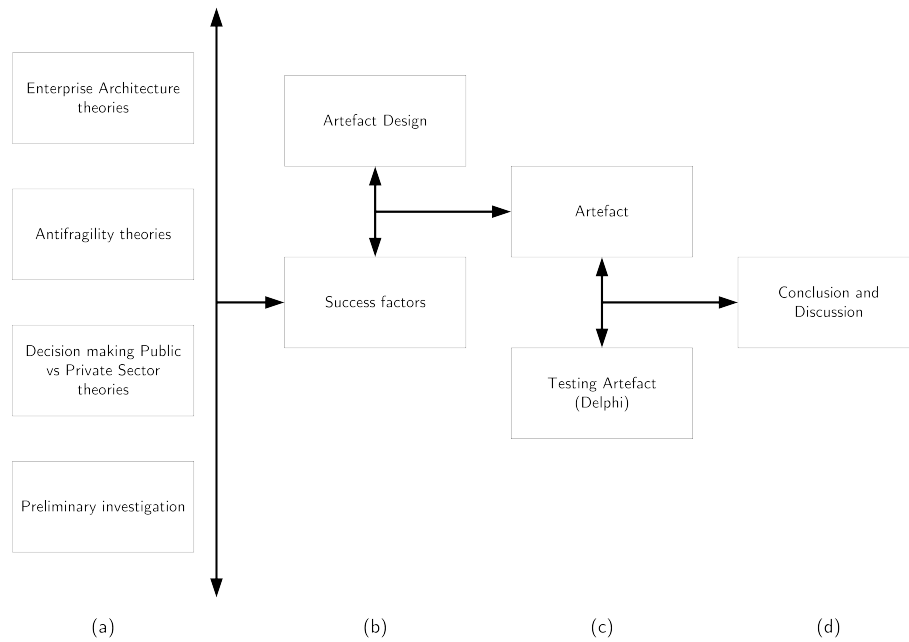 Enterprise Architecture
theories
Antifragility theories
Decision making Public
vs Private Sector
theories
Preliminary investigation
Artefact Design
Success factors
Artefact
Testing Artefact
(Delphi)
Conclusion and
Discussion
(a)
(b)
(c)
(d)